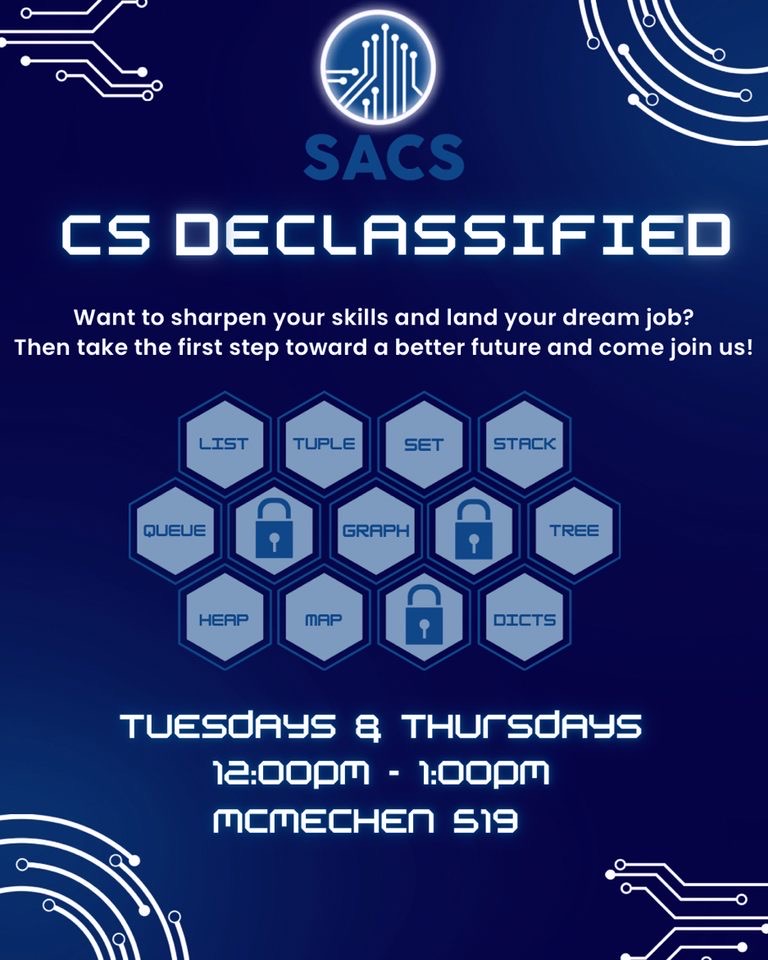 SACS
CS DECLASSIFIED
Want to sharpen your skills and land your dream job?
Then take the first step toward a better future and come join us!
LIST TUPLE SET STACK
QUEUE GRAPH TREE
HEAP MAP DICTS
TUESDAYS & THURSDAYS
12:00PM - 1:00PM
MCMECHEN 519